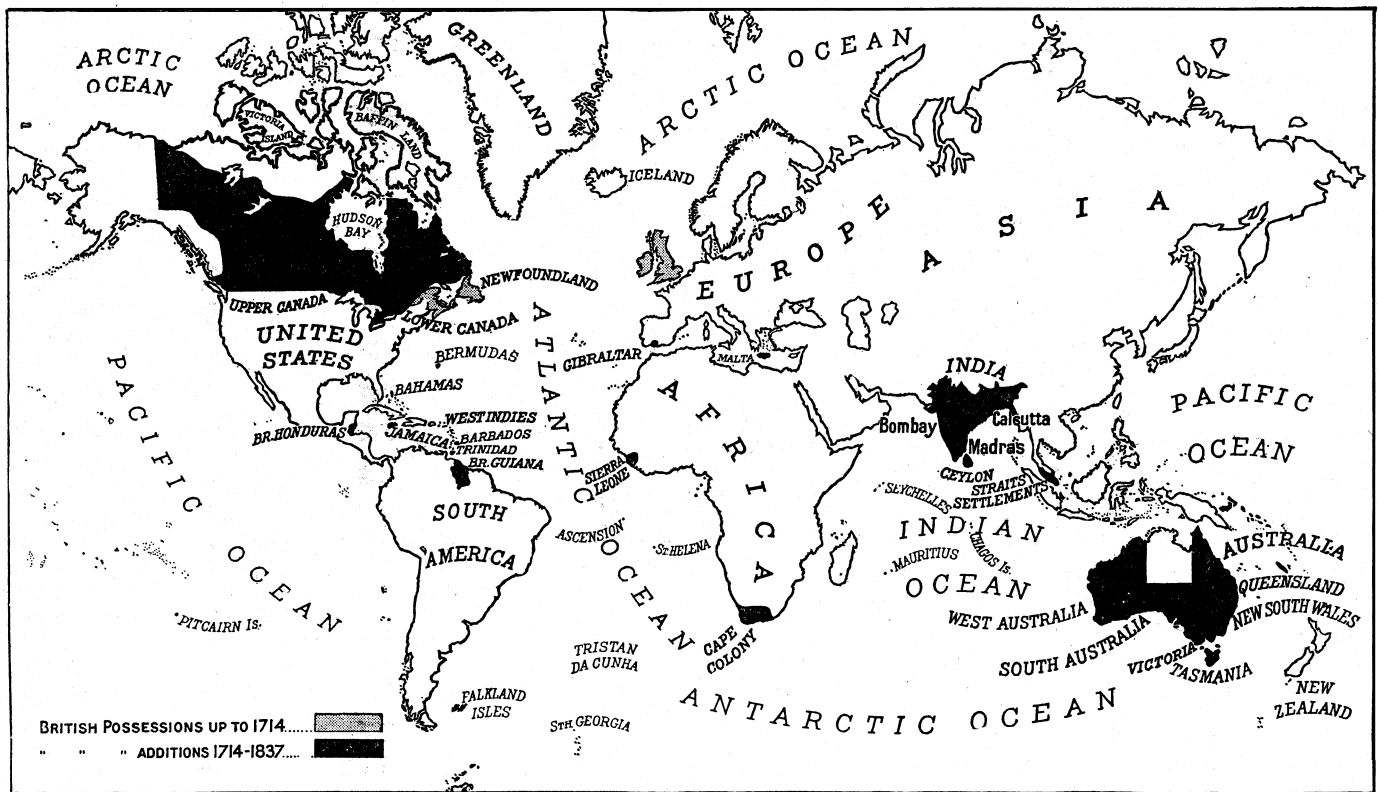 ARCTIC
OCEAN
GREENLAND
ARCTIC OCEAN
VICTORIA
ISLAND
BAFFIN LAND
ICELAND
HUDSON
BAY
EUROPE
ASIA
NEWFOUNDLAND
UPPER CANADA
LOWER CANADA
UNITED
STATES
BERMUDAS
ATLANTIC OCEAN
GIBRALTAR
MALTA
INDIA
PACIFIC OCEAN
BAHAMAS
AFRICA
PACIFIC
OCEAN
Bombay
Calcutta
Madras
WEST INDIES
BR. HONDURAS
JAMAICA
BARBADOS
TRINIDAD
BR. GUIANA
SIERRA
LEONE
CEYLON
STRAITS
SETTLEMENTS
SEYCHELLES
SOUTH
AMERICA
ASCENSION
ST HELENA
INDIAN
OCEAN
MAURITIUS
CHAGOS Is.
AUSTRALIA
QUEENSLAND
NEW SOUTH WALES
WEST AUSTRALIA
SOUTH AUSTRALIA
VICTORIA
TASMANIA
PITCAIRN Is.
CAPE
COLONY
TRISTAN
DA CUNHA
NEW
ZEALAND
FALKLAND
ISLES
STH. GEORGIA
ANTARCTIC OCEAN
BRITISH POSSESSIONS UP TO 1714......
" " " ADDITIONS 1714-1837.....